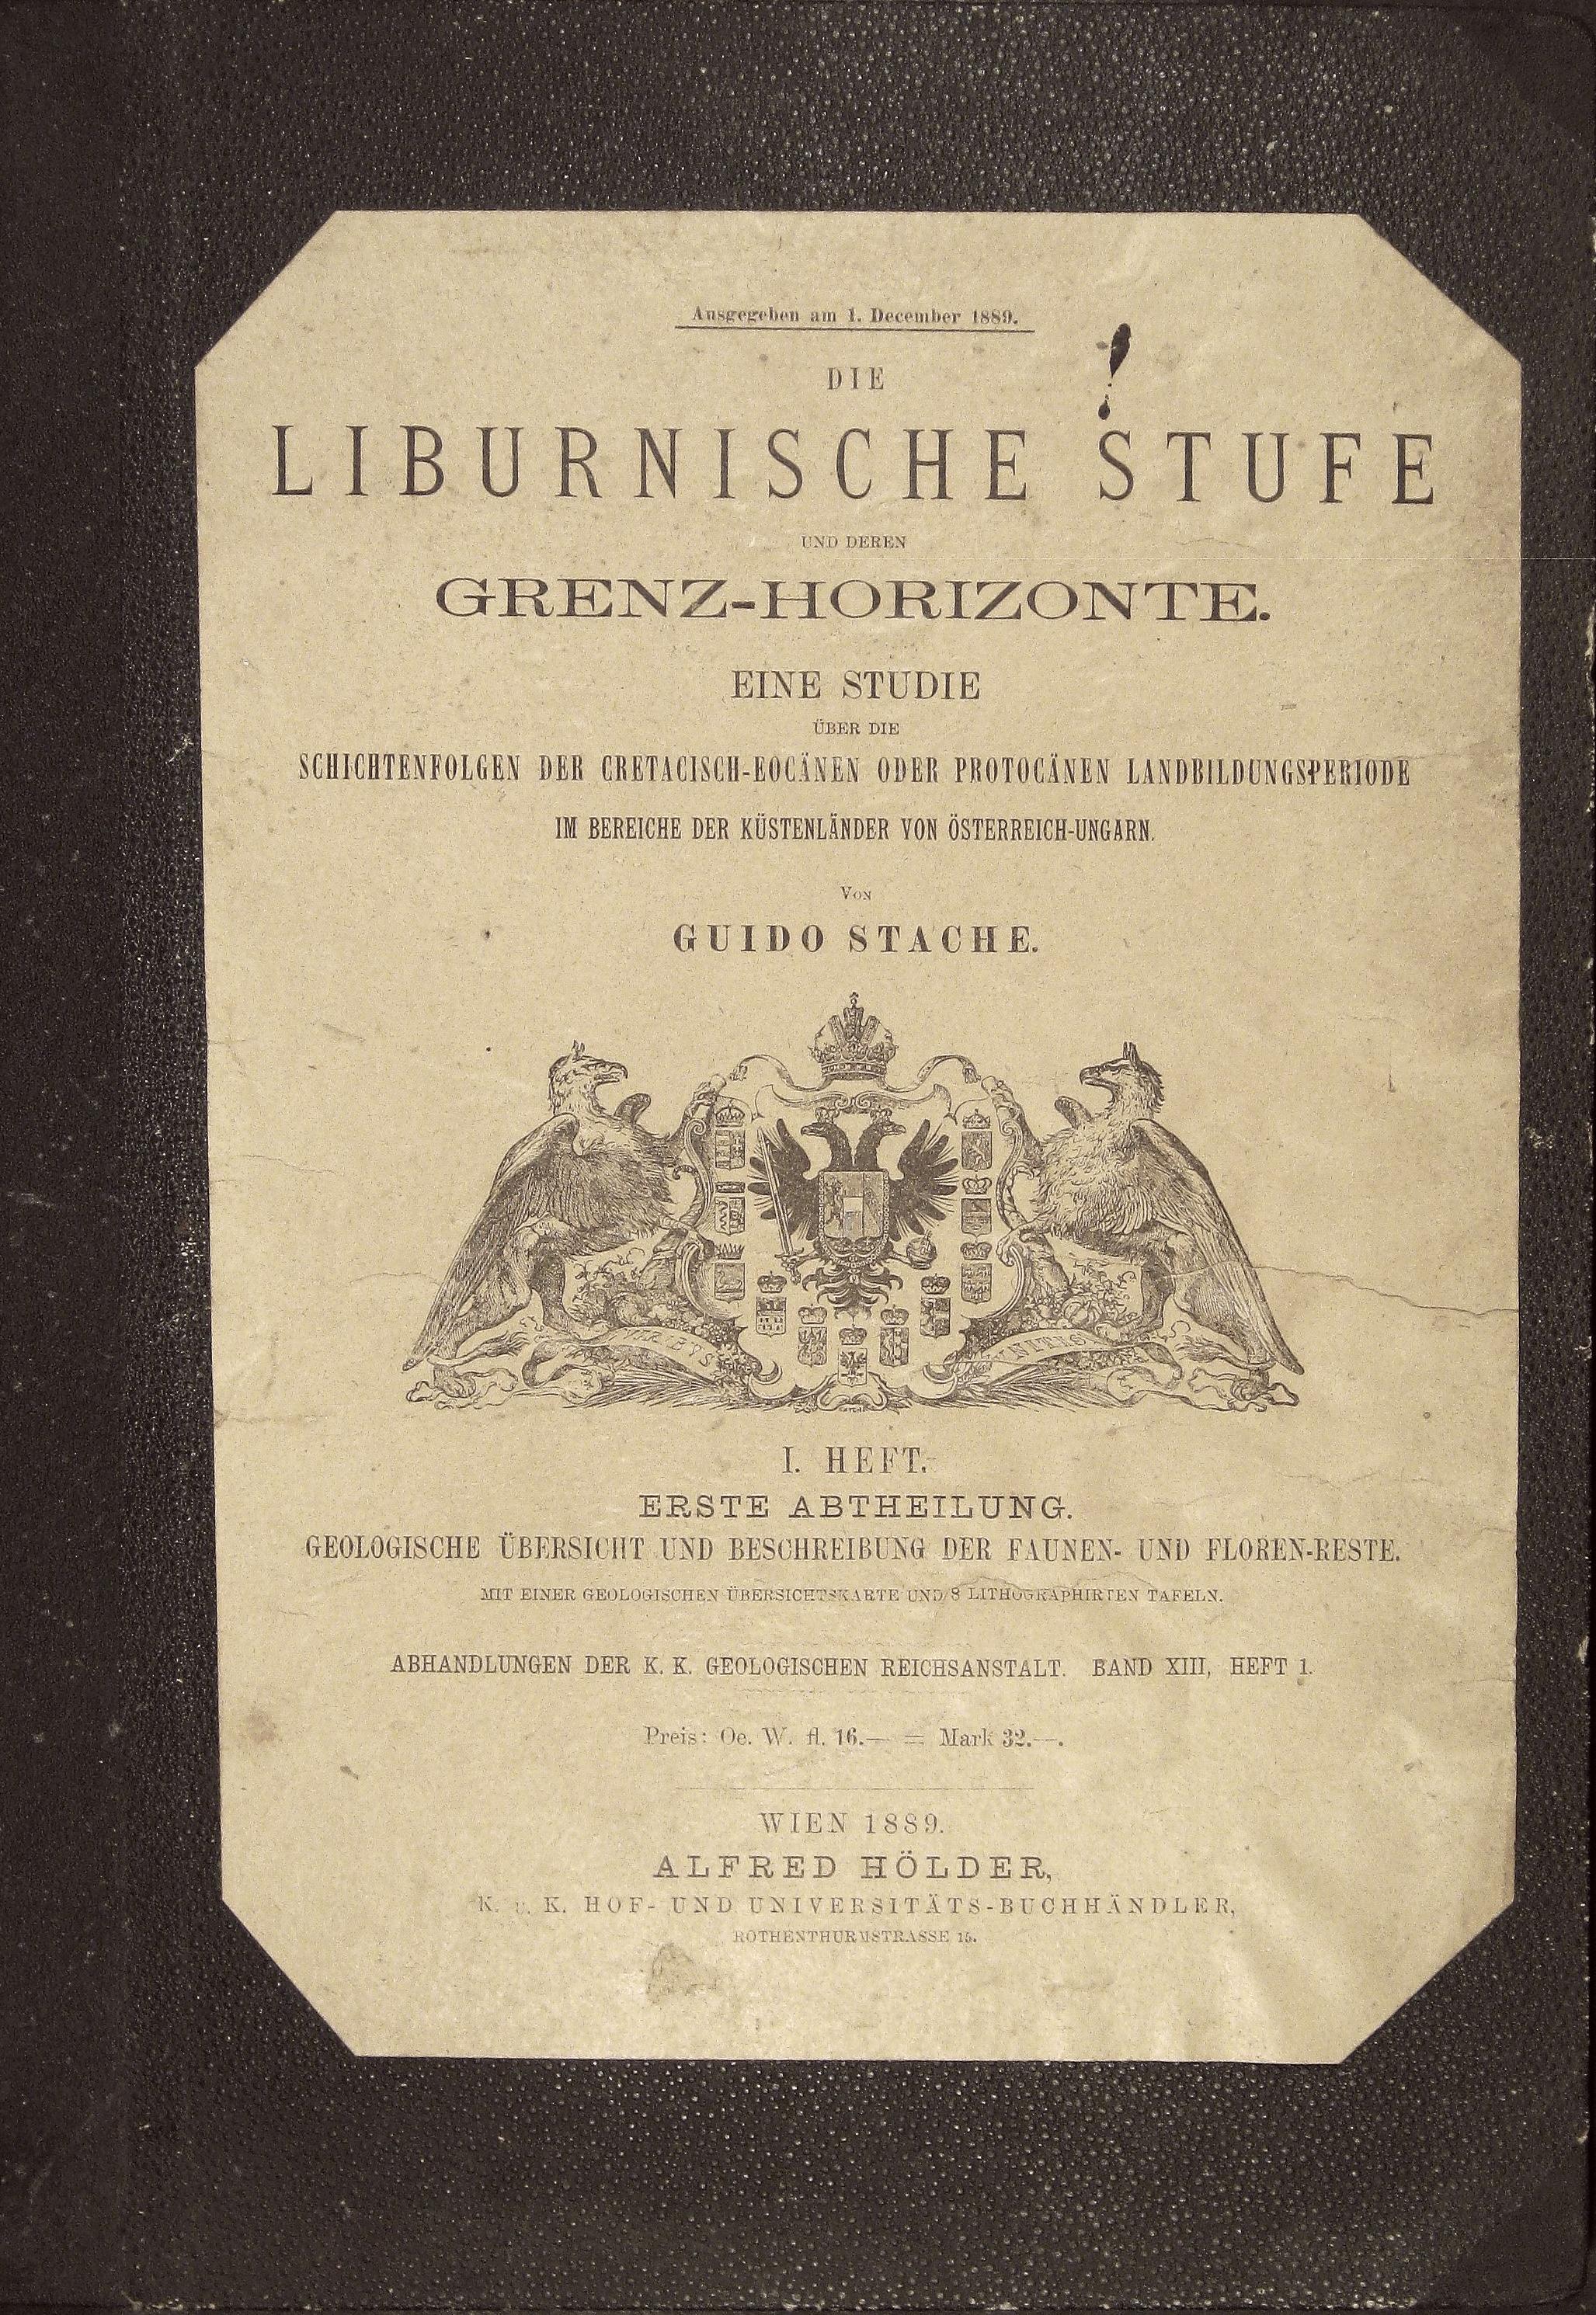 Ausgegeben am 1. December 1889.
DIE
LIBURNISCHE STUFE
UND DEREN
GRENZ-HORIZONTE.
EINE STUDIE
ÜBER DIE
SCHICHTENFOLGEN DER CRETACISCH-EOCÄNEN ODER PROTOCÄNEN LANDBILDUNGSPERIODE
IM BEREICHE DER KÜSTENLÄNDER VON ÖSTERREICH-UNGARN.
VON
GUIDO STACHE.
VIRIBVS UNITIS
I. HEFT.
ERSTE ABTHEILUNG.
GEOLOGISCHE ÜBERSICHT UND BESCHREIBUNG DER FAUNEN- UND FLOREN-RESTE.
MIT EINER GEOLOGISCHEN ÜBERSICHTSKARTE UND 8 LITHOGRAPHIRTEN TAFELN.
ABHANDLUNGEN DER K. K. GEOLOGISCHEN REICHSANSTALT. BAND XIII, HEFT 1.
Preis: Oe. W. fl. 16.— = Mark 32.—.
WIEN 1889.
ALFRED HÖLDER,
K. U. K. HOF- UND UNIVERSITÄTS-BUCHHÄNDLER,
ROTHENTHURMSTRASSE 15.